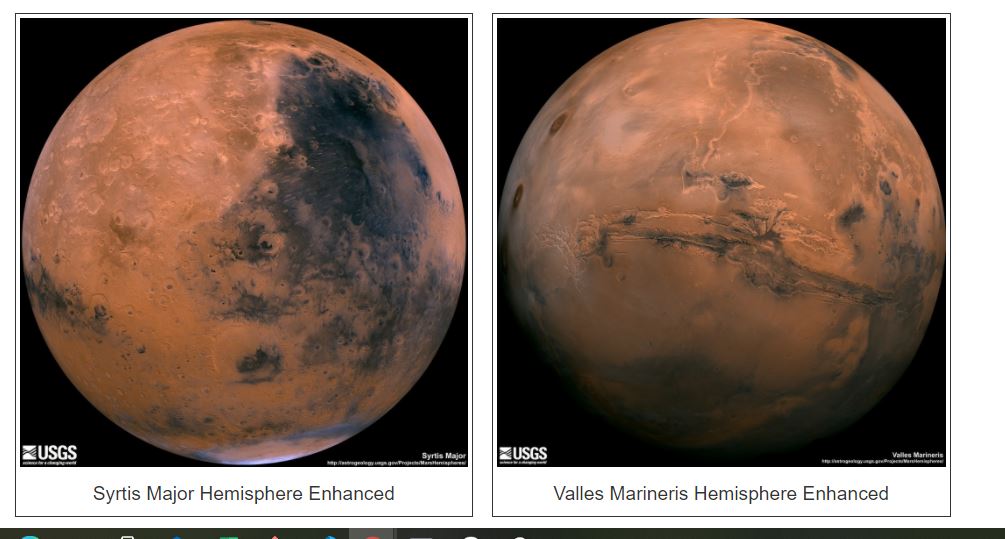 USGS
science for a changing world
Syrtis Major
http://astrogeology.usgs.gov/Projects/MarsHemispheres/
USGS
science for a changing world
Valles Marineris
http://astrogeology.usgs.gov/Projects/MarsHemispheres/
Syrtis Major Hemisphere Enhanced
Valles Marineris Hemisphere Enhanced